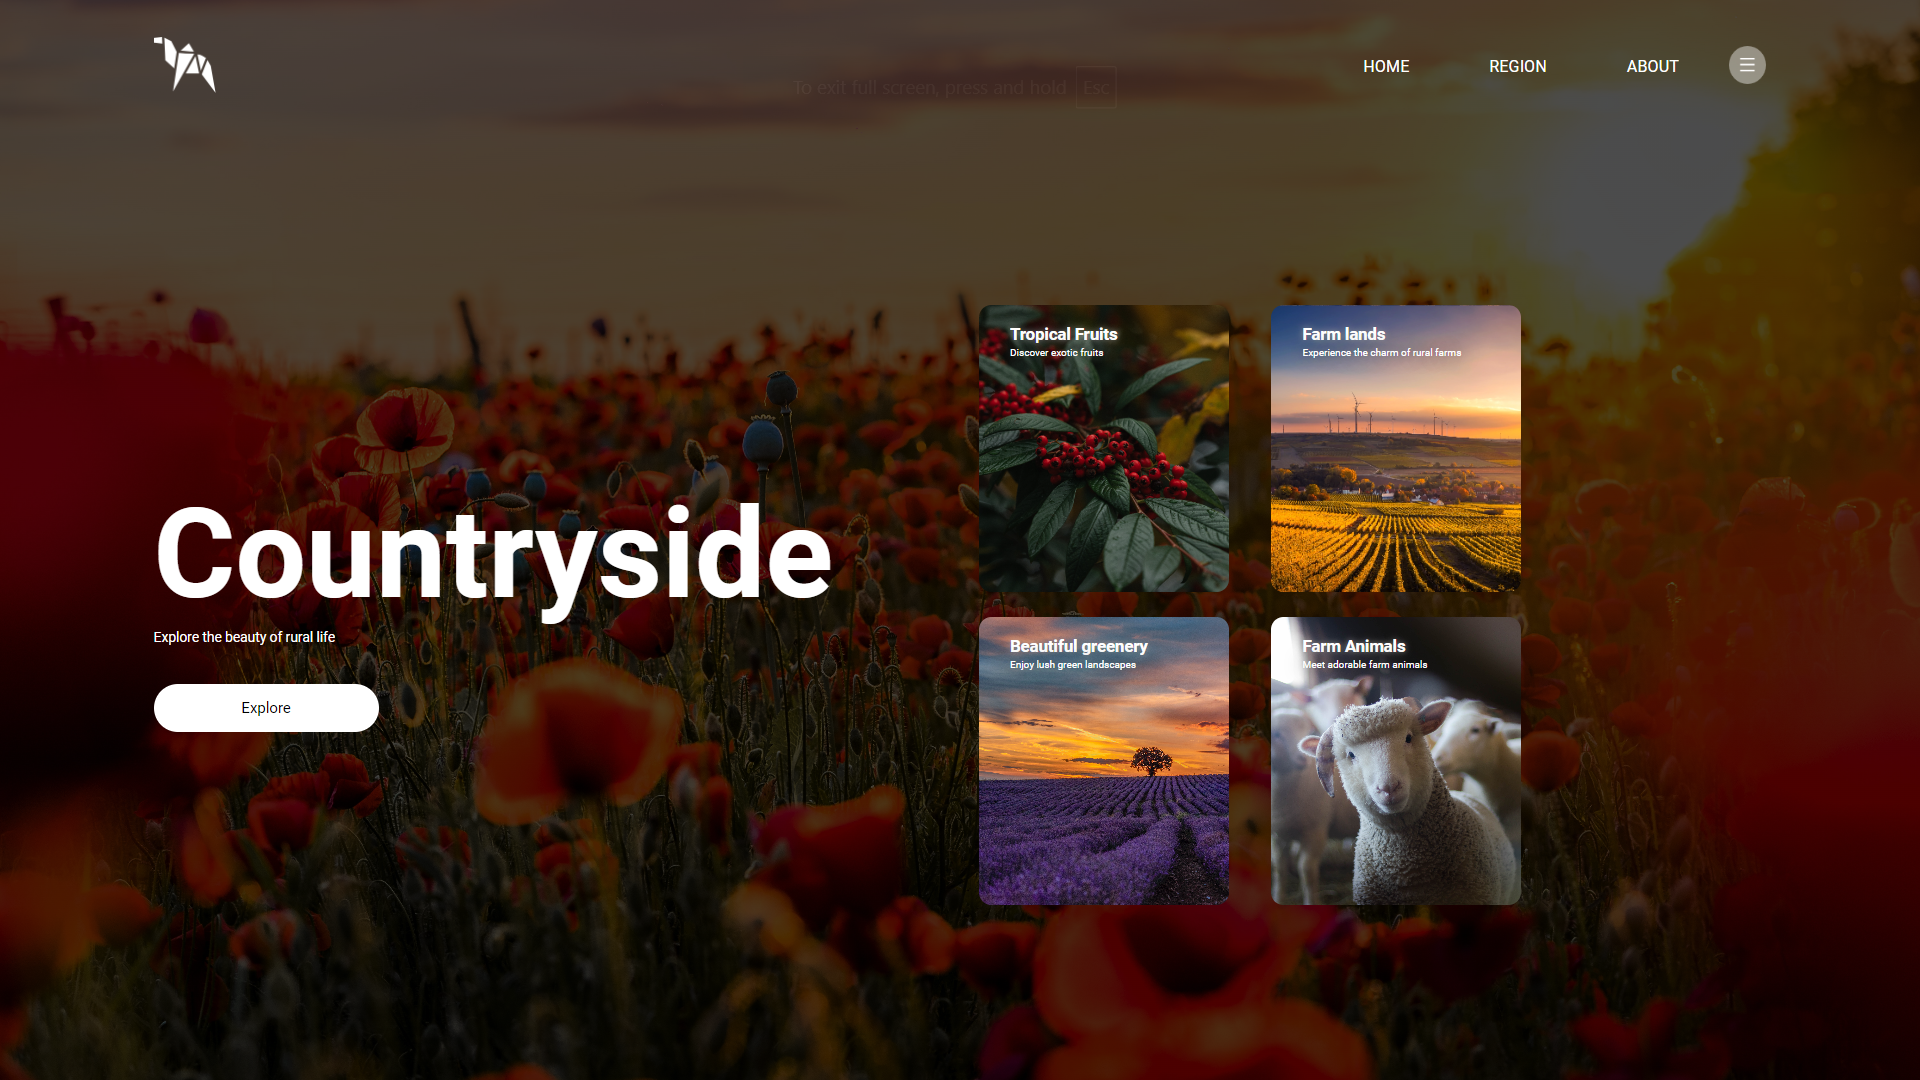 HOME
REGION
ABOUT
To exit full screen, press and hold Esc
Tropical Fruits
Discover exotic fruits
Farm lands
Experience the charm of rural farms
Countryside
Explore the beauty of rural life
Explore
Beautiful greenery
Enjoy lush green landscapes
Farm Animals
Meet adorable farm animals